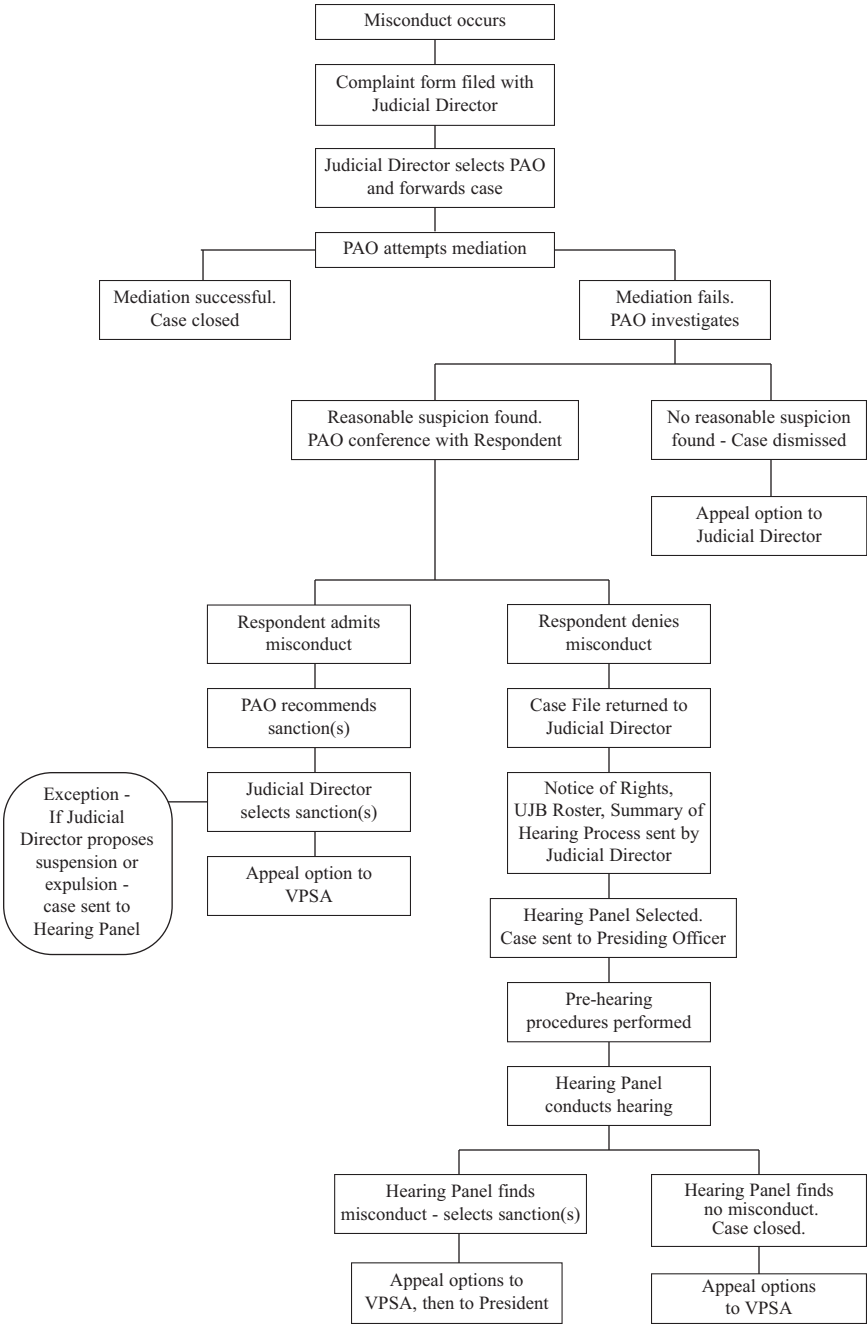 Misconduct occurs
Complaint form filed with
Judicial Director
Judicial Director selects PAO
and forwards case
PAO attempts mediation
Mediation successful.
Case closed
Mediation fails.
PAO investigates
Reasonable suspicion found.
PAO conference with Respondent
No reasonable suspicion
found - Case dismissed
Appeal option to
Judicial Director
Respondent admits
misconduct
Respondent denies
misconduct
PAO recommends
sanction(s)
Case File returned to
Judicial Director
Exception -
If Judicial
Director proposes
suspension or
expulsion -
case sent to
Hearing Panel
Judicial Director
selects sanction(s)
Notice of Rights,
UJB Roster, Summary of
Hearing Process sent by
Judicial Director
Appeal option to
VPSA
Hearing Panel Selected.
Case sent to Presiding Officer
Pre-hearing
procedures performed
Hearing Panel
conducts hearing
Hearing Panel finds
misconduct - selects sanction(s)
Hearing Panel finds
no misconduct.
Case closed.
Appeal options to
VPSA, then to President
Appeal options
to VPSA